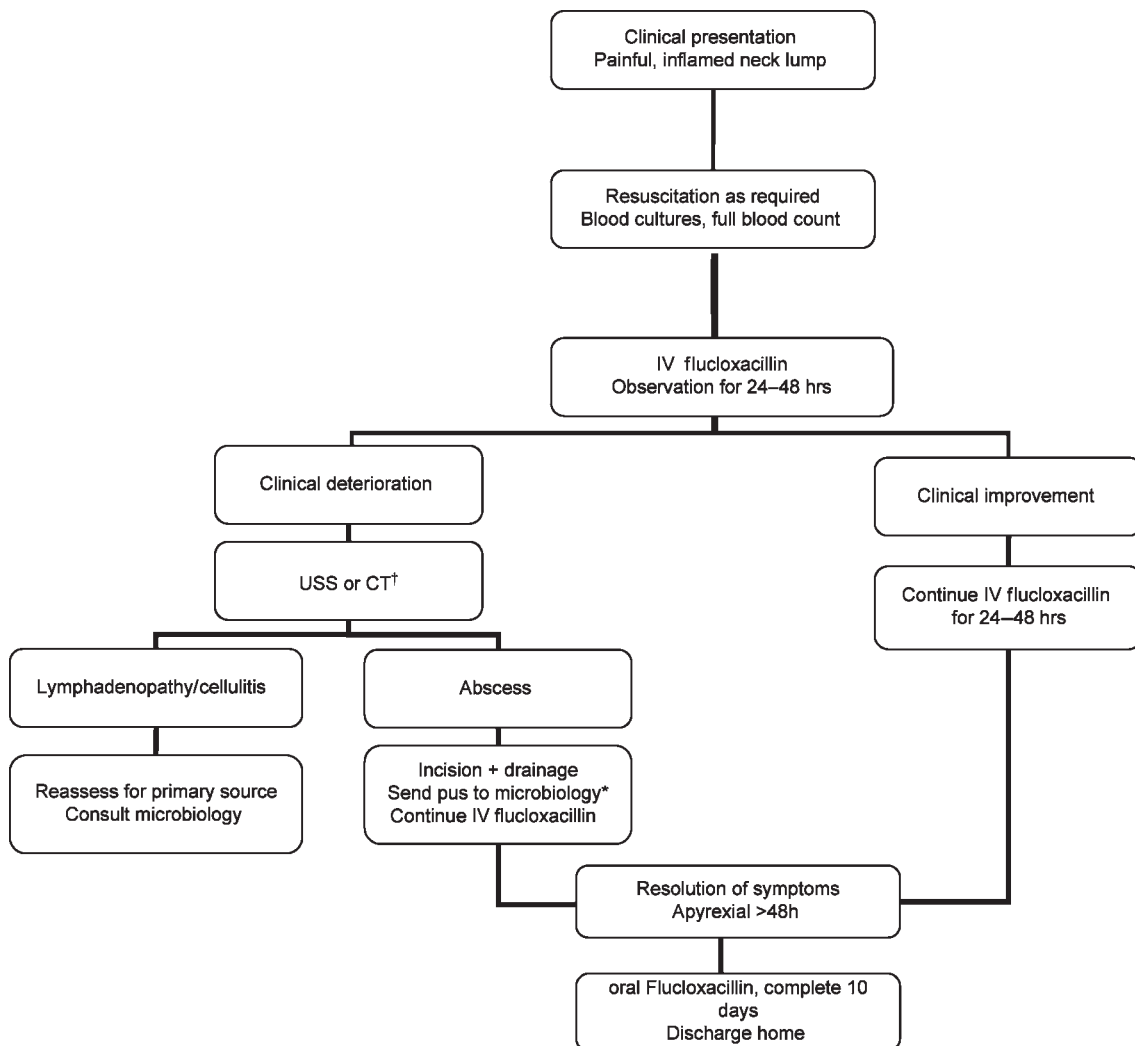 Clinical presentation
Painful, inflamed neck lump
Resuscitation as required
Blood cultures, full blood count
IV flucloxacillin
Observation for 24–48 hrs
Clinical deterioration
Clinical improvement
USS or CT†
Continue IV flucloxacillin
for 24–48 hrs
Lymphadenopathy/cellulitis
Abscess
Reassess for primary source
Consult microbiology
Incision + drainage
Send pus to microbiology*
Continue IV flucloxacillin
Resolution of symptoms
Apyrexial >48h
oral Flucloxacillin, complete 10
days
Discharge home